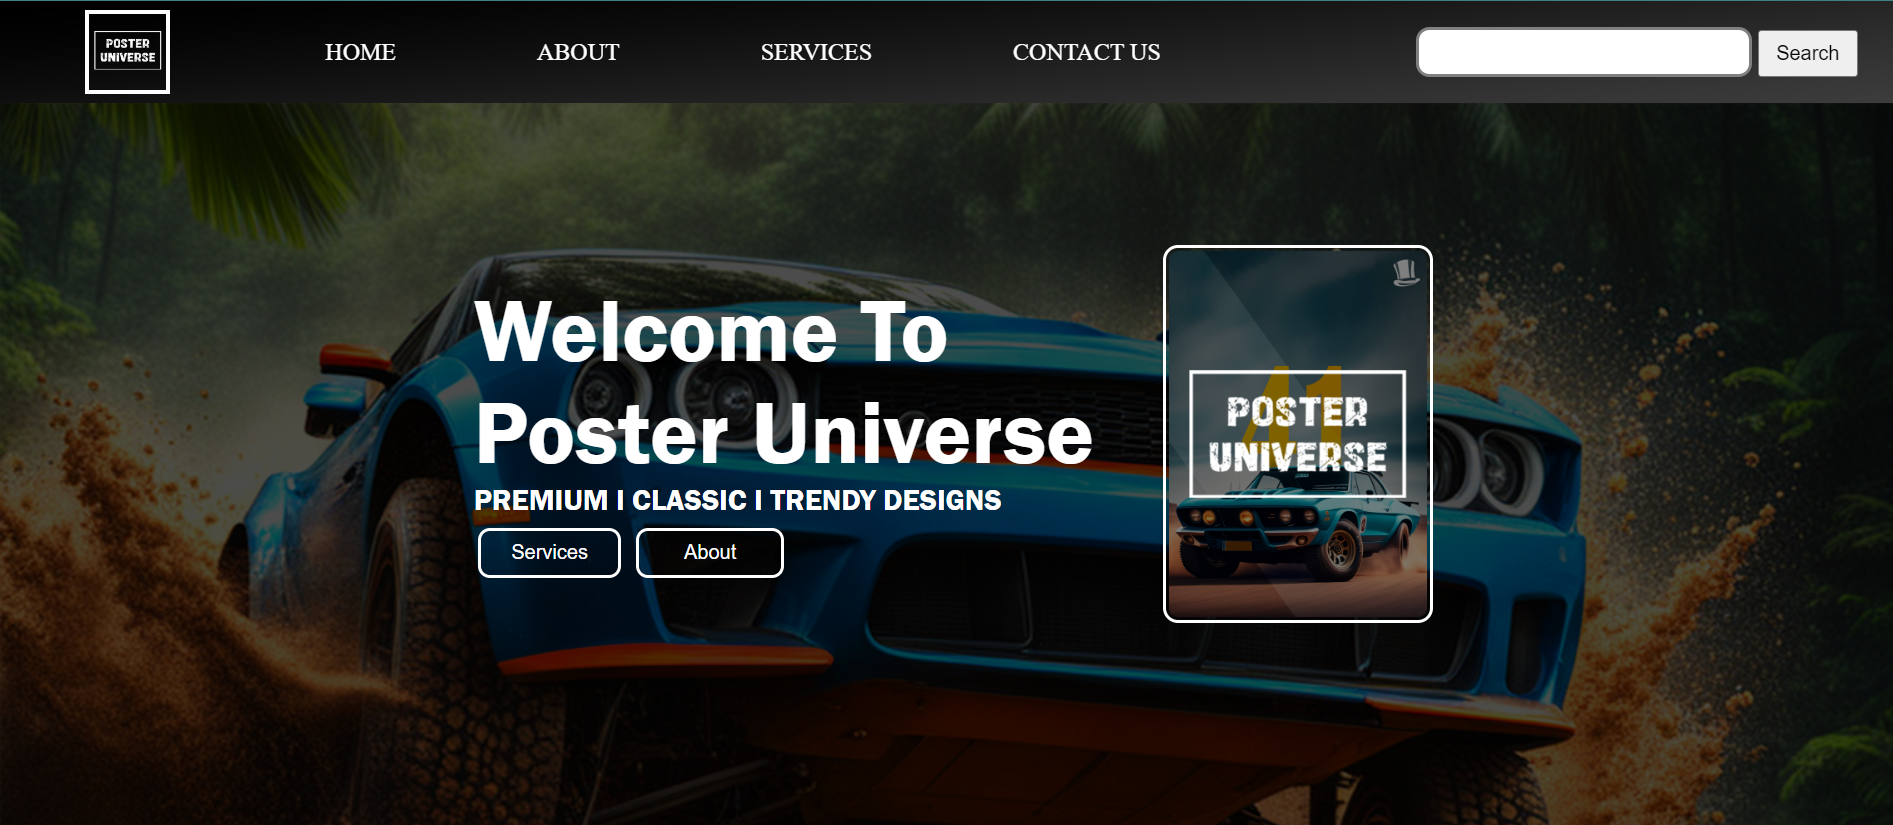 POSTER
UNIVERSE
HOME
ABOUT
SERVICES
CONTACT US
Search
Welcome To
Poster Universe
PREMIUM I CLASSIC I TRENDY DESIGNS
Services
About
41
POSTER
UNIVERSE